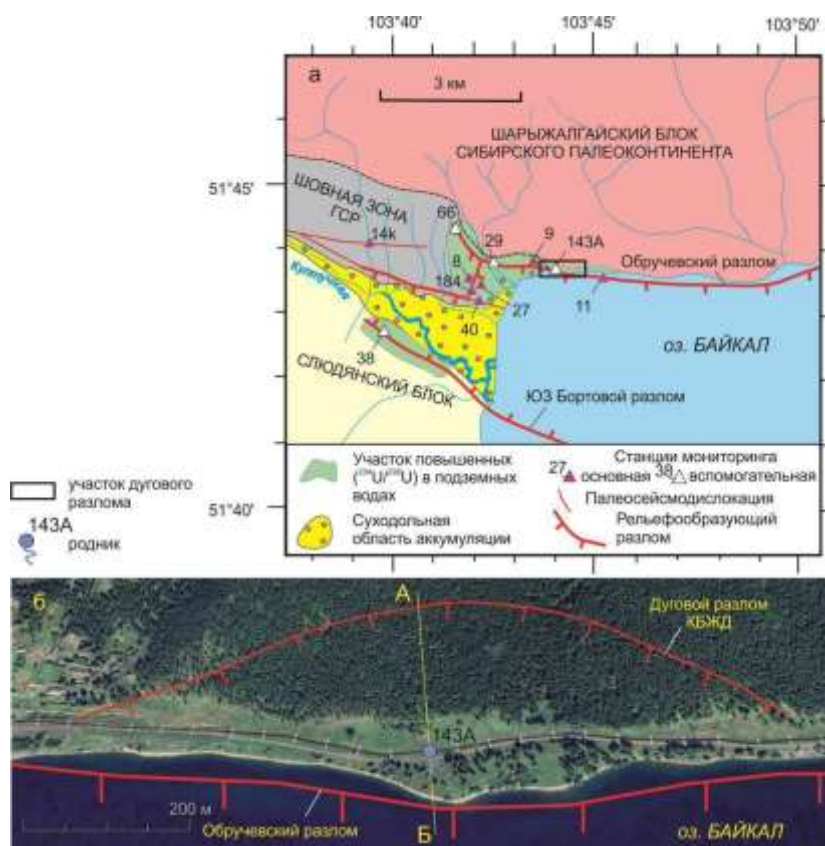 103°40'
103°45'
103°50'
а
3 км
ШАРЫЖАЛГАЙСКИЙ БЛОК
СИБИРСКОГО ПАЛЕОКОНТИНЕНТА
51°45'
ШОВНАЯ ЗОНА
ГСР
66
14k
29
9
143А
8
Обручевский
разлом
184
27
11
40
38
оз. БАЙКАЛ
СЛЮДЯНСКИЙ БЛОК
ЮЗ Бортовой разлом
51°40'
участок дугового
разлома
143А
родник
Участок повышенных
(²³⁴U/²³⁸U) в подземных
водах
Суходольная
область аккумуляции
Станции мониторинга
27 основная 38 вспомогательная
Палеосейсмодислокация
Рельефообразующий
разлом
б
А
Дуговой разлом
КБЖД
143А
200 м
Обручевский разлом
Б
оз. БАЙКАЛ